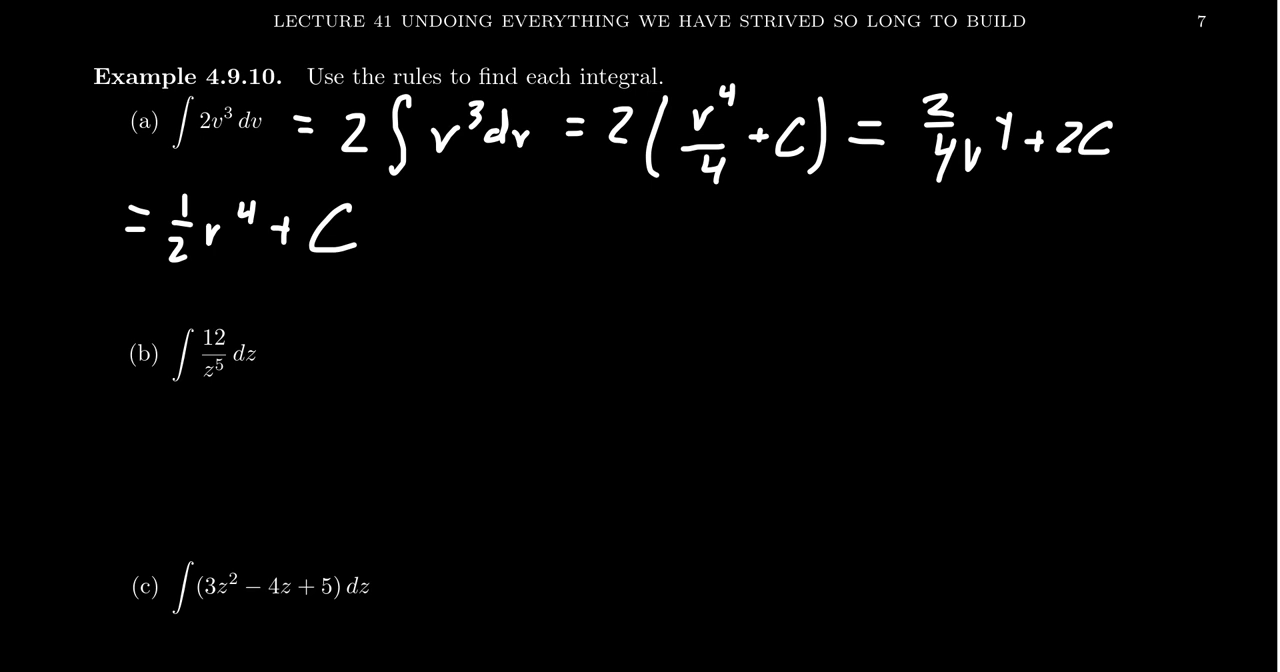 LECTURE 41 UNDOING EVERYTHING WE HAVE STRIVED SO LONG TO BUILD 7
Example 4.9.10. Use the rules to find each integral.
(a) ∫ 2v³ dv = 2 ∫ v³ dv = 2 (v⁴/4 + C) = 2/4 v⁴ + 2C
= 1/2 v⁴ + C
(b) ∫ 12/z⁵ dz
(c) ∫ (3z² − 4z + 5) dz